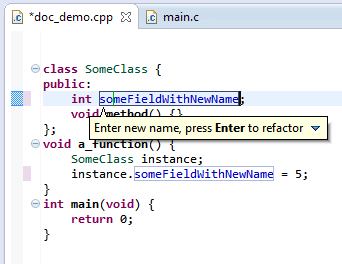 *doc_demo.cpp main.c
class SomeClass {
public:
int someFieldWithNewName;
void method() {}
Enter new name, press Enter to refactor
};
void a_function() {
SomeClass instance;
instance.someFieldWithNewName = 5;
}
int main(void) {
return 0;
}